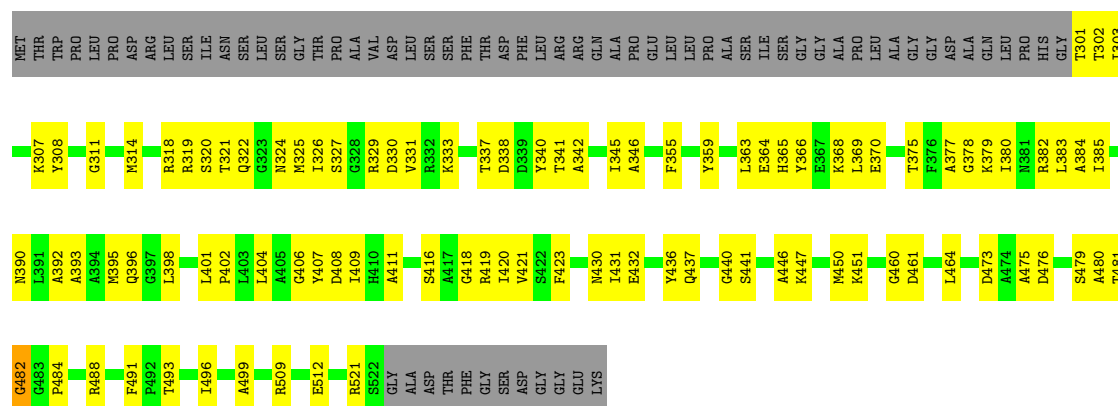 MET THR TRP PRO LEU PRO ASP ARG LEU SER ILE ASN SER LEU SER GLY THR PRO ALA VAL ASP LEU SER SER PHE THR ASP PHE LEU ARG ARG GLN ALA PRO GLU LEU LEU PRO ALA SER ILE SER GLY GLY ALA PRO LEU ALA GLY GLY ASP ALA GLN LEU PRO HIS GLY T301 T302 I303
K307 Y308 G311 M314 R318 R319 S320 T321 Q322 G323 N324 M325 I326 S327 G328 R329 D330 V331 R332 K333 T337 D338 D339 Y340 T341 A342 I345 A346 F355 Y359 L363 E364 H365 Y366 E367 K368 L369 E370 T375 F376 A377 G378 K379 I380 N381 R382 L383 A384 I385
N390 L391 A392 A393 A394 M395 Q396 G397 L398 L401 P402 L403 L404 A405 G406 Y407 D408 I409 H410 A411 S416 A417 G418 R419 I420 V421 S422 F423 N430 I431 E432 Y436 Q437 G440 S441 A446 K447 M450 K451 G460 D461 L464 D473 A474 A475 D476 S479 A480 T481
G482 G483 P484 R488 F491 P492 T493 I496 A499 R509 E512 R521 S522 GLY ALA ASP THR PHE GLY SER ASP GLY GLY GLU LYS